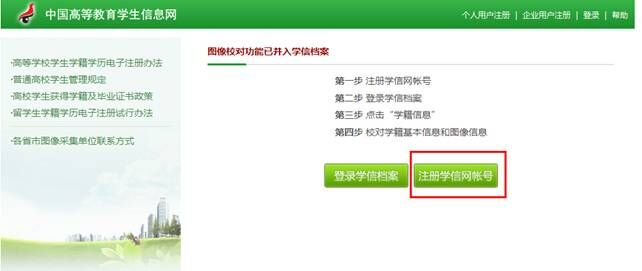 中国高等教育学生信息网
个人用户注册 | 企业用户注册 | 登录 | 帮助
·高等学校学生学籍学历电子注册办法
·普通高校学生管理规定
·高校学生获得学籍及毕业证书政策
·留学生学籍学历电子注册试行办法
·各省市图像采集单位联系方式
图像校对功能已并入学信档案
第一步 注册学信网帐号
第二步 登录学信档案
第三步 点击“学籍信息”
第四步 校对学籍基本信息和图像信息
登录学信档案
注册学信网帐号